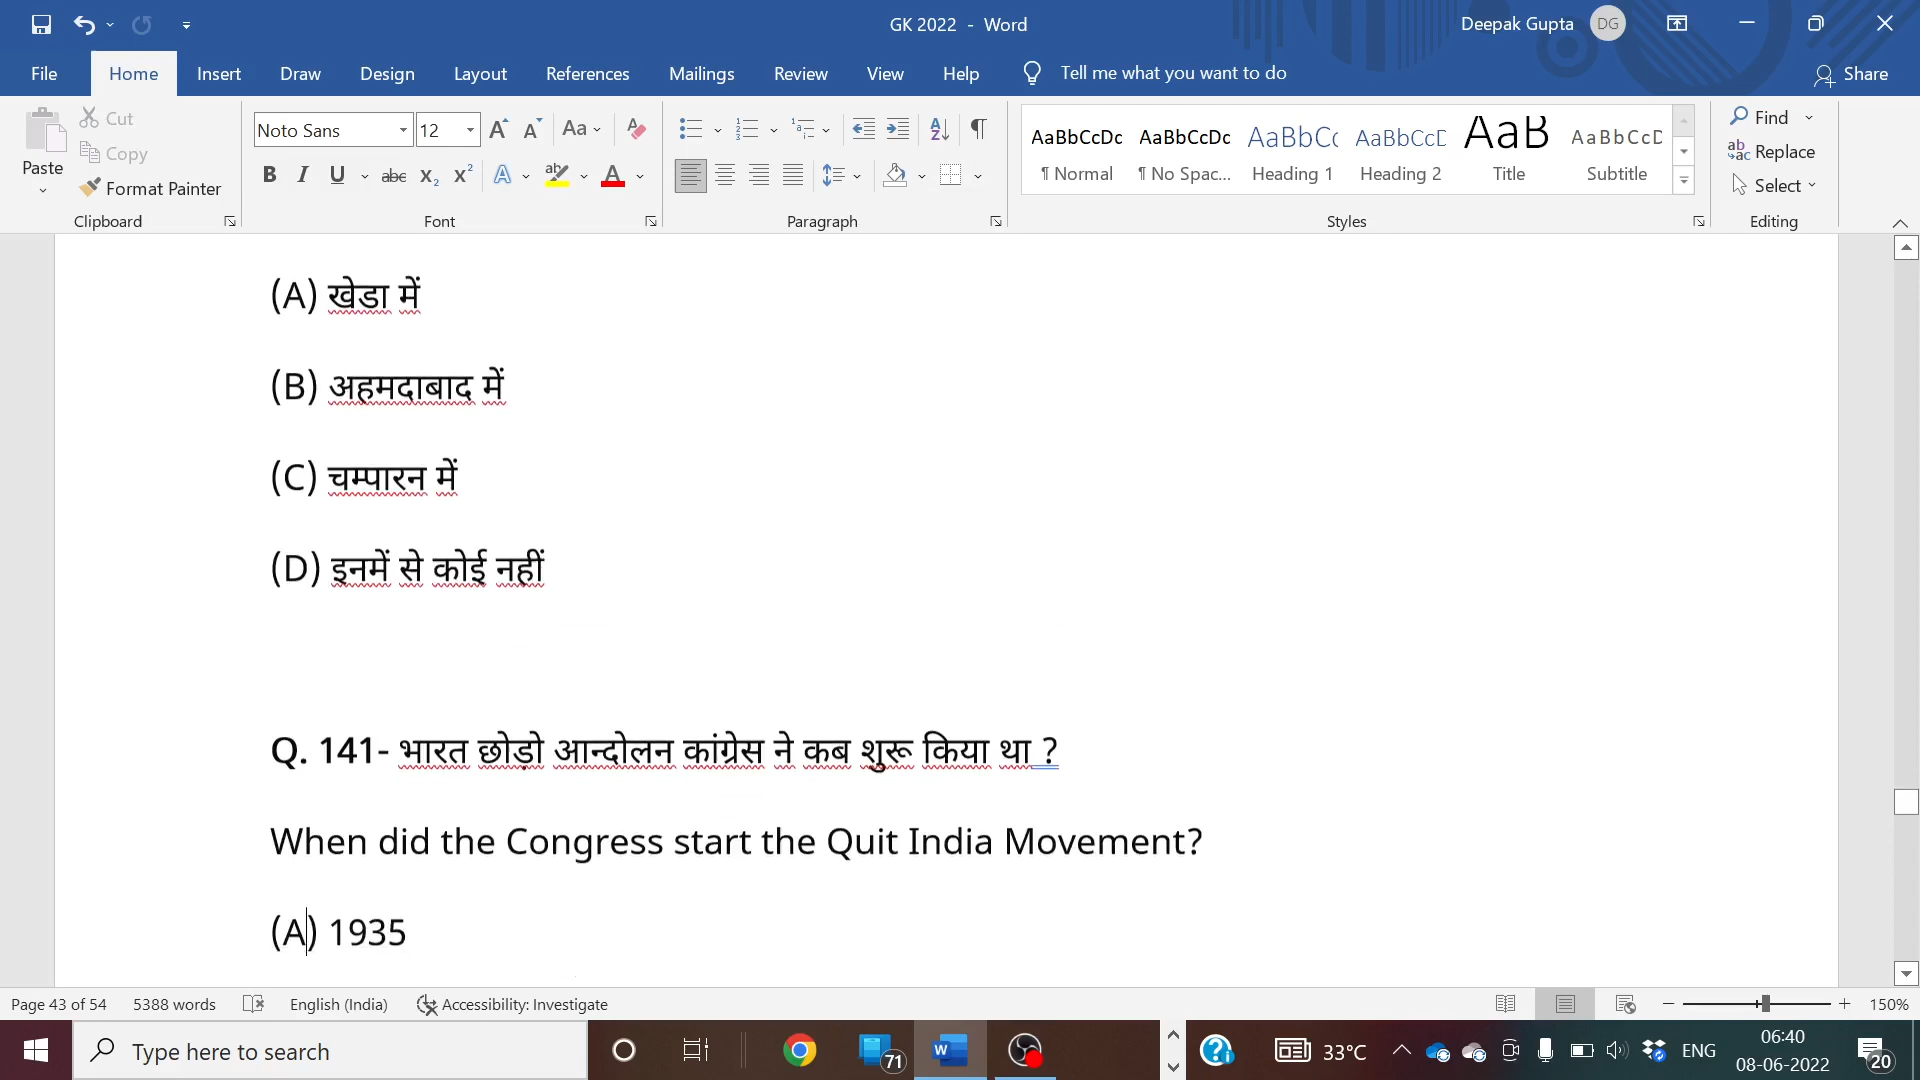 GK 2022 - Word
Deepak Gupta DG
File Home Insert Draw Design Layout References Mailings Review View Help Tell me what you want to do Share
Paste
Cut
Copy
Format Painter
Clipboard
Noto Sans 12
Font
Paragraph
AaBbCcDc AaBbCcDc AaBbCc AaBbCcD AaB AaBbCcD
¶ Normal ¶ No Spac... Heading 1 Heading 2 Title Subtitle
Styles
Find
Replace
Select
Editing
(A) खेडा में
(B) अहमदाबाद में
(C) चम्पारन में
(D) इनमें से कोई नहीं
Q. 141- भारत छोड़ो आन्दोलन कांग्रेस ने कब शुरू किया था ?
When did the Congress start the Quit India Movement?
(A) 1935
Page 43 of 54 5388 words English (India) Accessibility: Investigate 150%
Type here to search
71
33°C
ENG
06:40
08-06-2022
20